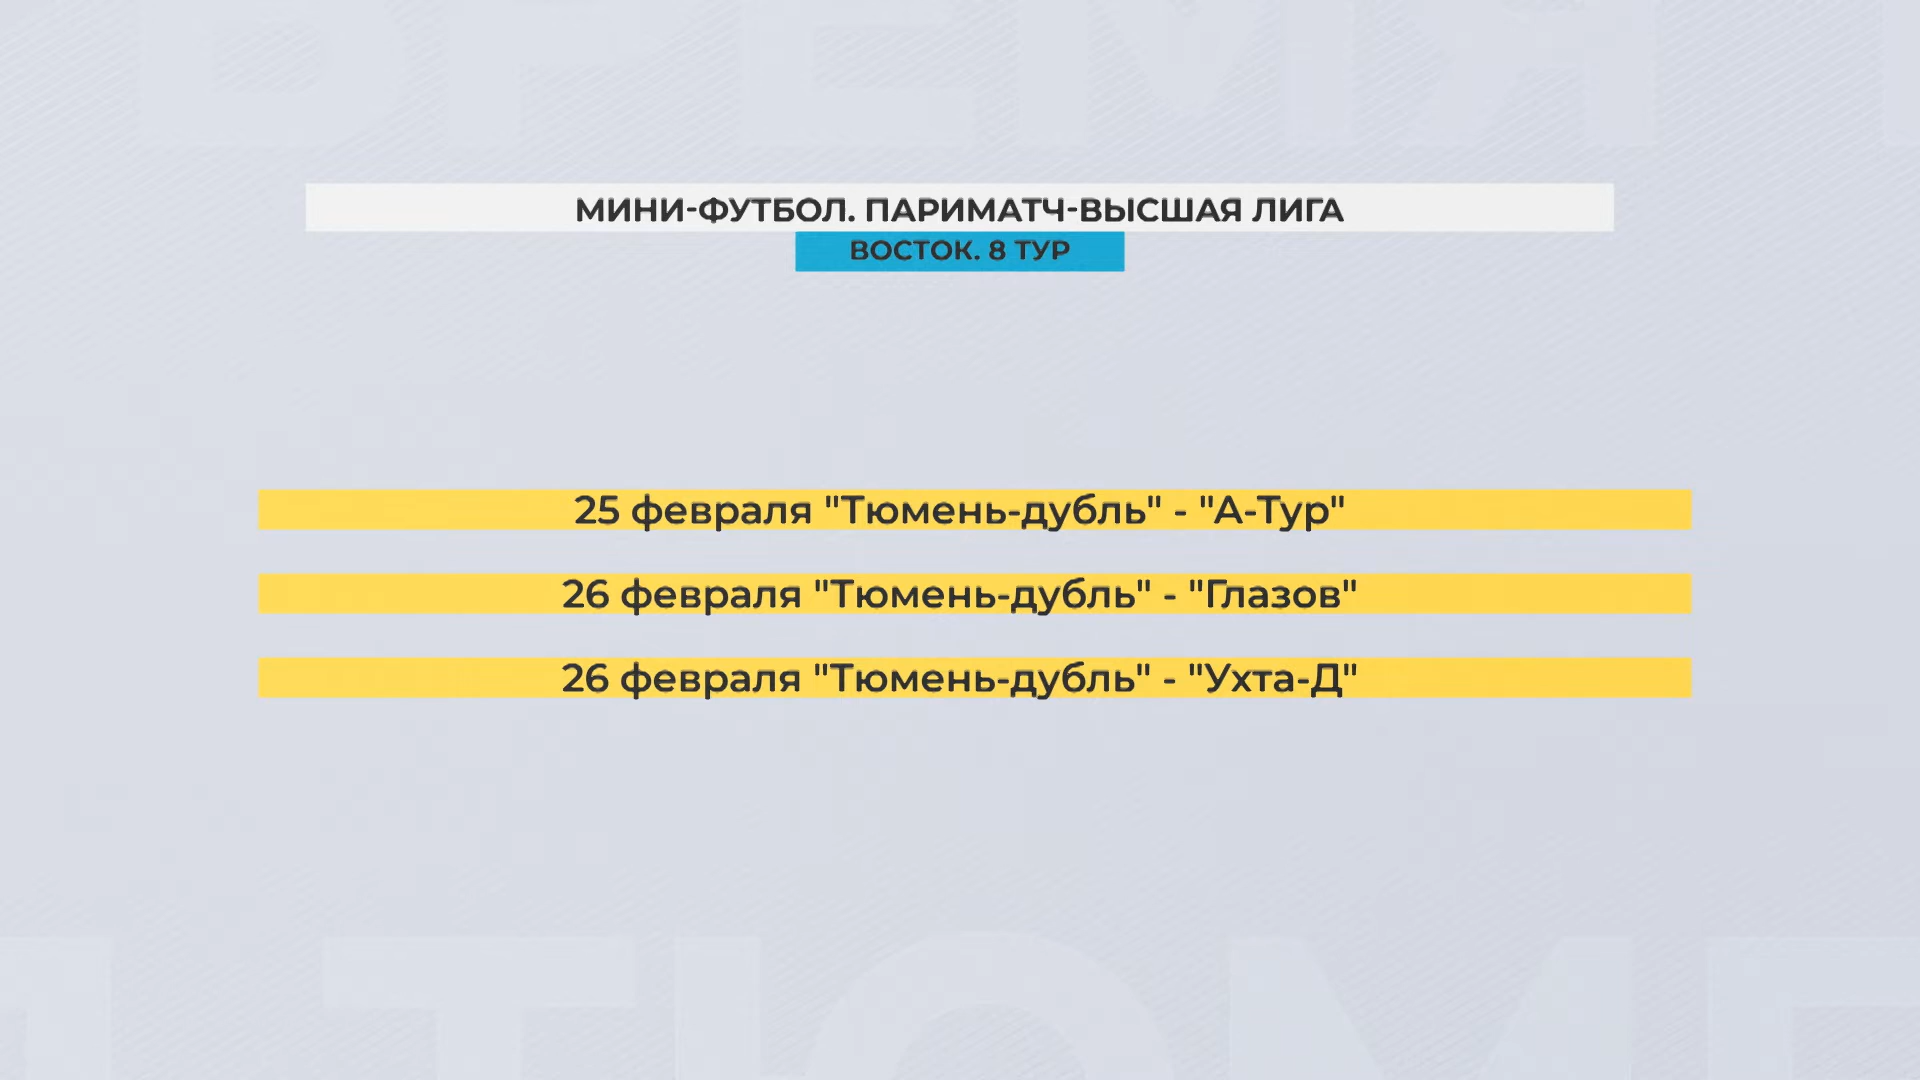 МИНИ-ФУТБОЛ. ПАРИМАТЧ-ВЫСШАЯ ЛИГА
ВОСТОК. 8 ТУР
25 февраля "Тюмень-дубль" - "А-Тур"
26 февраля "Тюмень-дубль" - "Глазов"
26 февраля "Тюмень-дубль" - "Ухта-Д"